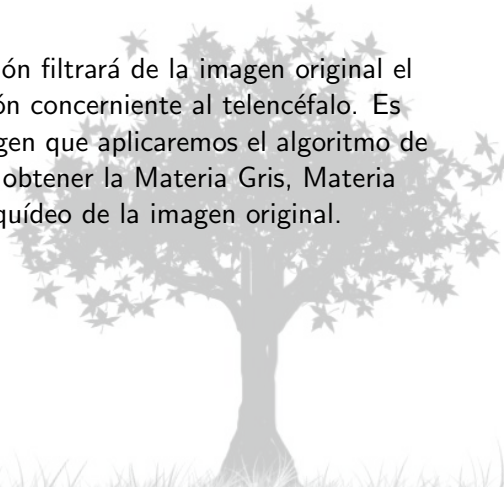 ón filtrará de la imagen original el
ón concerniente al telencéfalo. Es
gen que aplicaremos el algoritmo de
obtener la Materia Gris, Materia
quídeo de la imagen original.